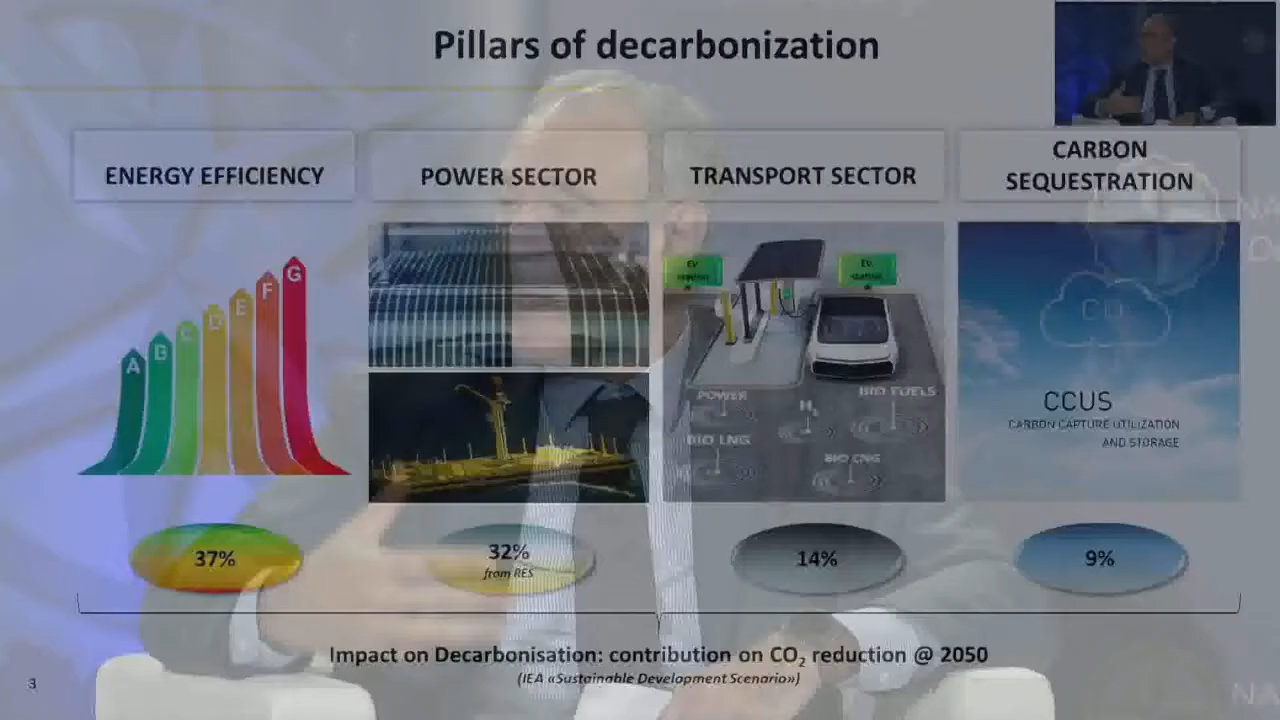 Pillars of decarbonization
ENERGY EFFICIENCY
POWER SECTOR
TRANSPORT SECTOR
CARBON
SEQUESTRATION
A
B
C
D
E
F
G
EV
station
EV
station
POWER
H₂
BIO FUELS
BIO LNG
BIO CNG
CCUS
CARBON CAPTURE UTILIZATION
AND STORAGE
37%
32%
from RES
14%
9%
Impact on Decarbonisation: contribution on CO₂ reduction @ 2050
(IEA «Sustainable Development Scenario»)
3
NA
NA